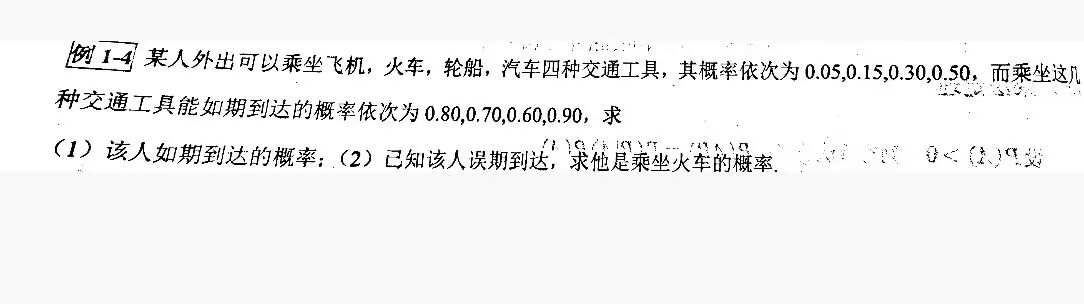 例 1-4 某人外出可以乘坐飞机，火车，轮船，汽车四种交通工具，其概率依次为 0.05,0.15,0.30,0.50，而乘坐这几
种交通工具能如期到达的概率依次为 0.80,0.70,0.60,0.90，求
（1）该人如期到达的概率；（2）已知该人误期到达，求他是乘坐火车的概率.